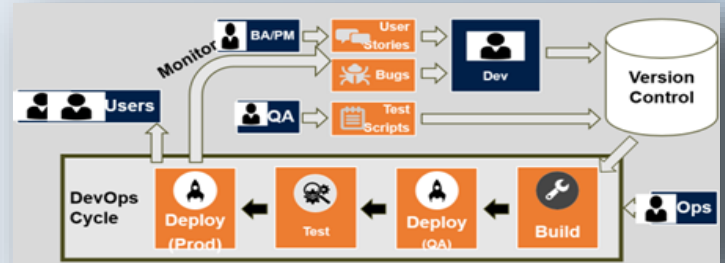 Monitor
BA/PM
User
Stories
Bugs
Dev
Version
Control
Users
QA
Test
Scripts
DevOps
Cycle
Deploy
(Prod)
Test
Deploy
(QA)
Build
Ops